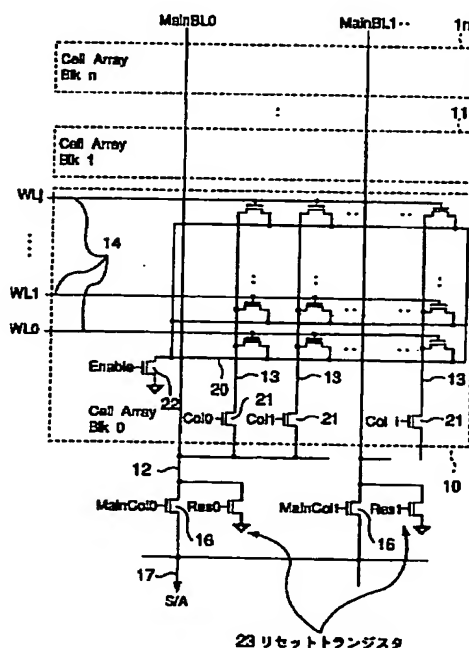 MainBL0 MainBL1‥
1n
Cell Array
Blk n
11
Cell Array
Blk 1
WLj
14
WL1
WL0
Enable
22
20
13 13 13
21
Col0 Col1 21 Col i 21
Cell Array
Blk 0
12
10
MainCol0 Res0 MainCol1 Res1
16 16
17
S/A
23 リセットトランジスタ